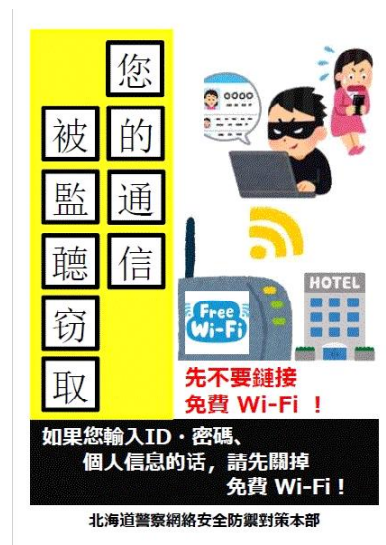 您的通信
被監聽窃取
HOTEL
Free
Wi-Fi
先不要鏈接
免費 Wi-Fi ！
如果您輸入ID・密碼、
個人信息的话，請先關掉
免費 Wi-Fi！
北海道警察網絡安全防禦對策本部